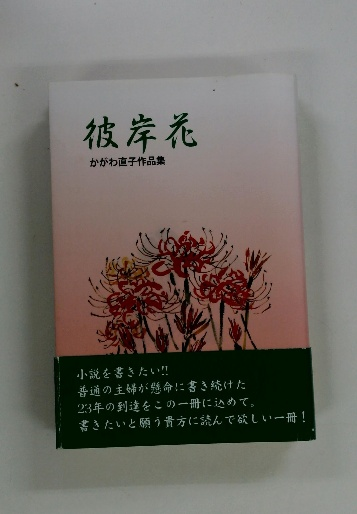 彼岸花
かがわ直子作品集
小説を書きたい!!
普通の主婦が懸命に書き続けた
23年の到達をこの一冊に込めて。
書きたいと願う貴方に読んで欲しい一冊!